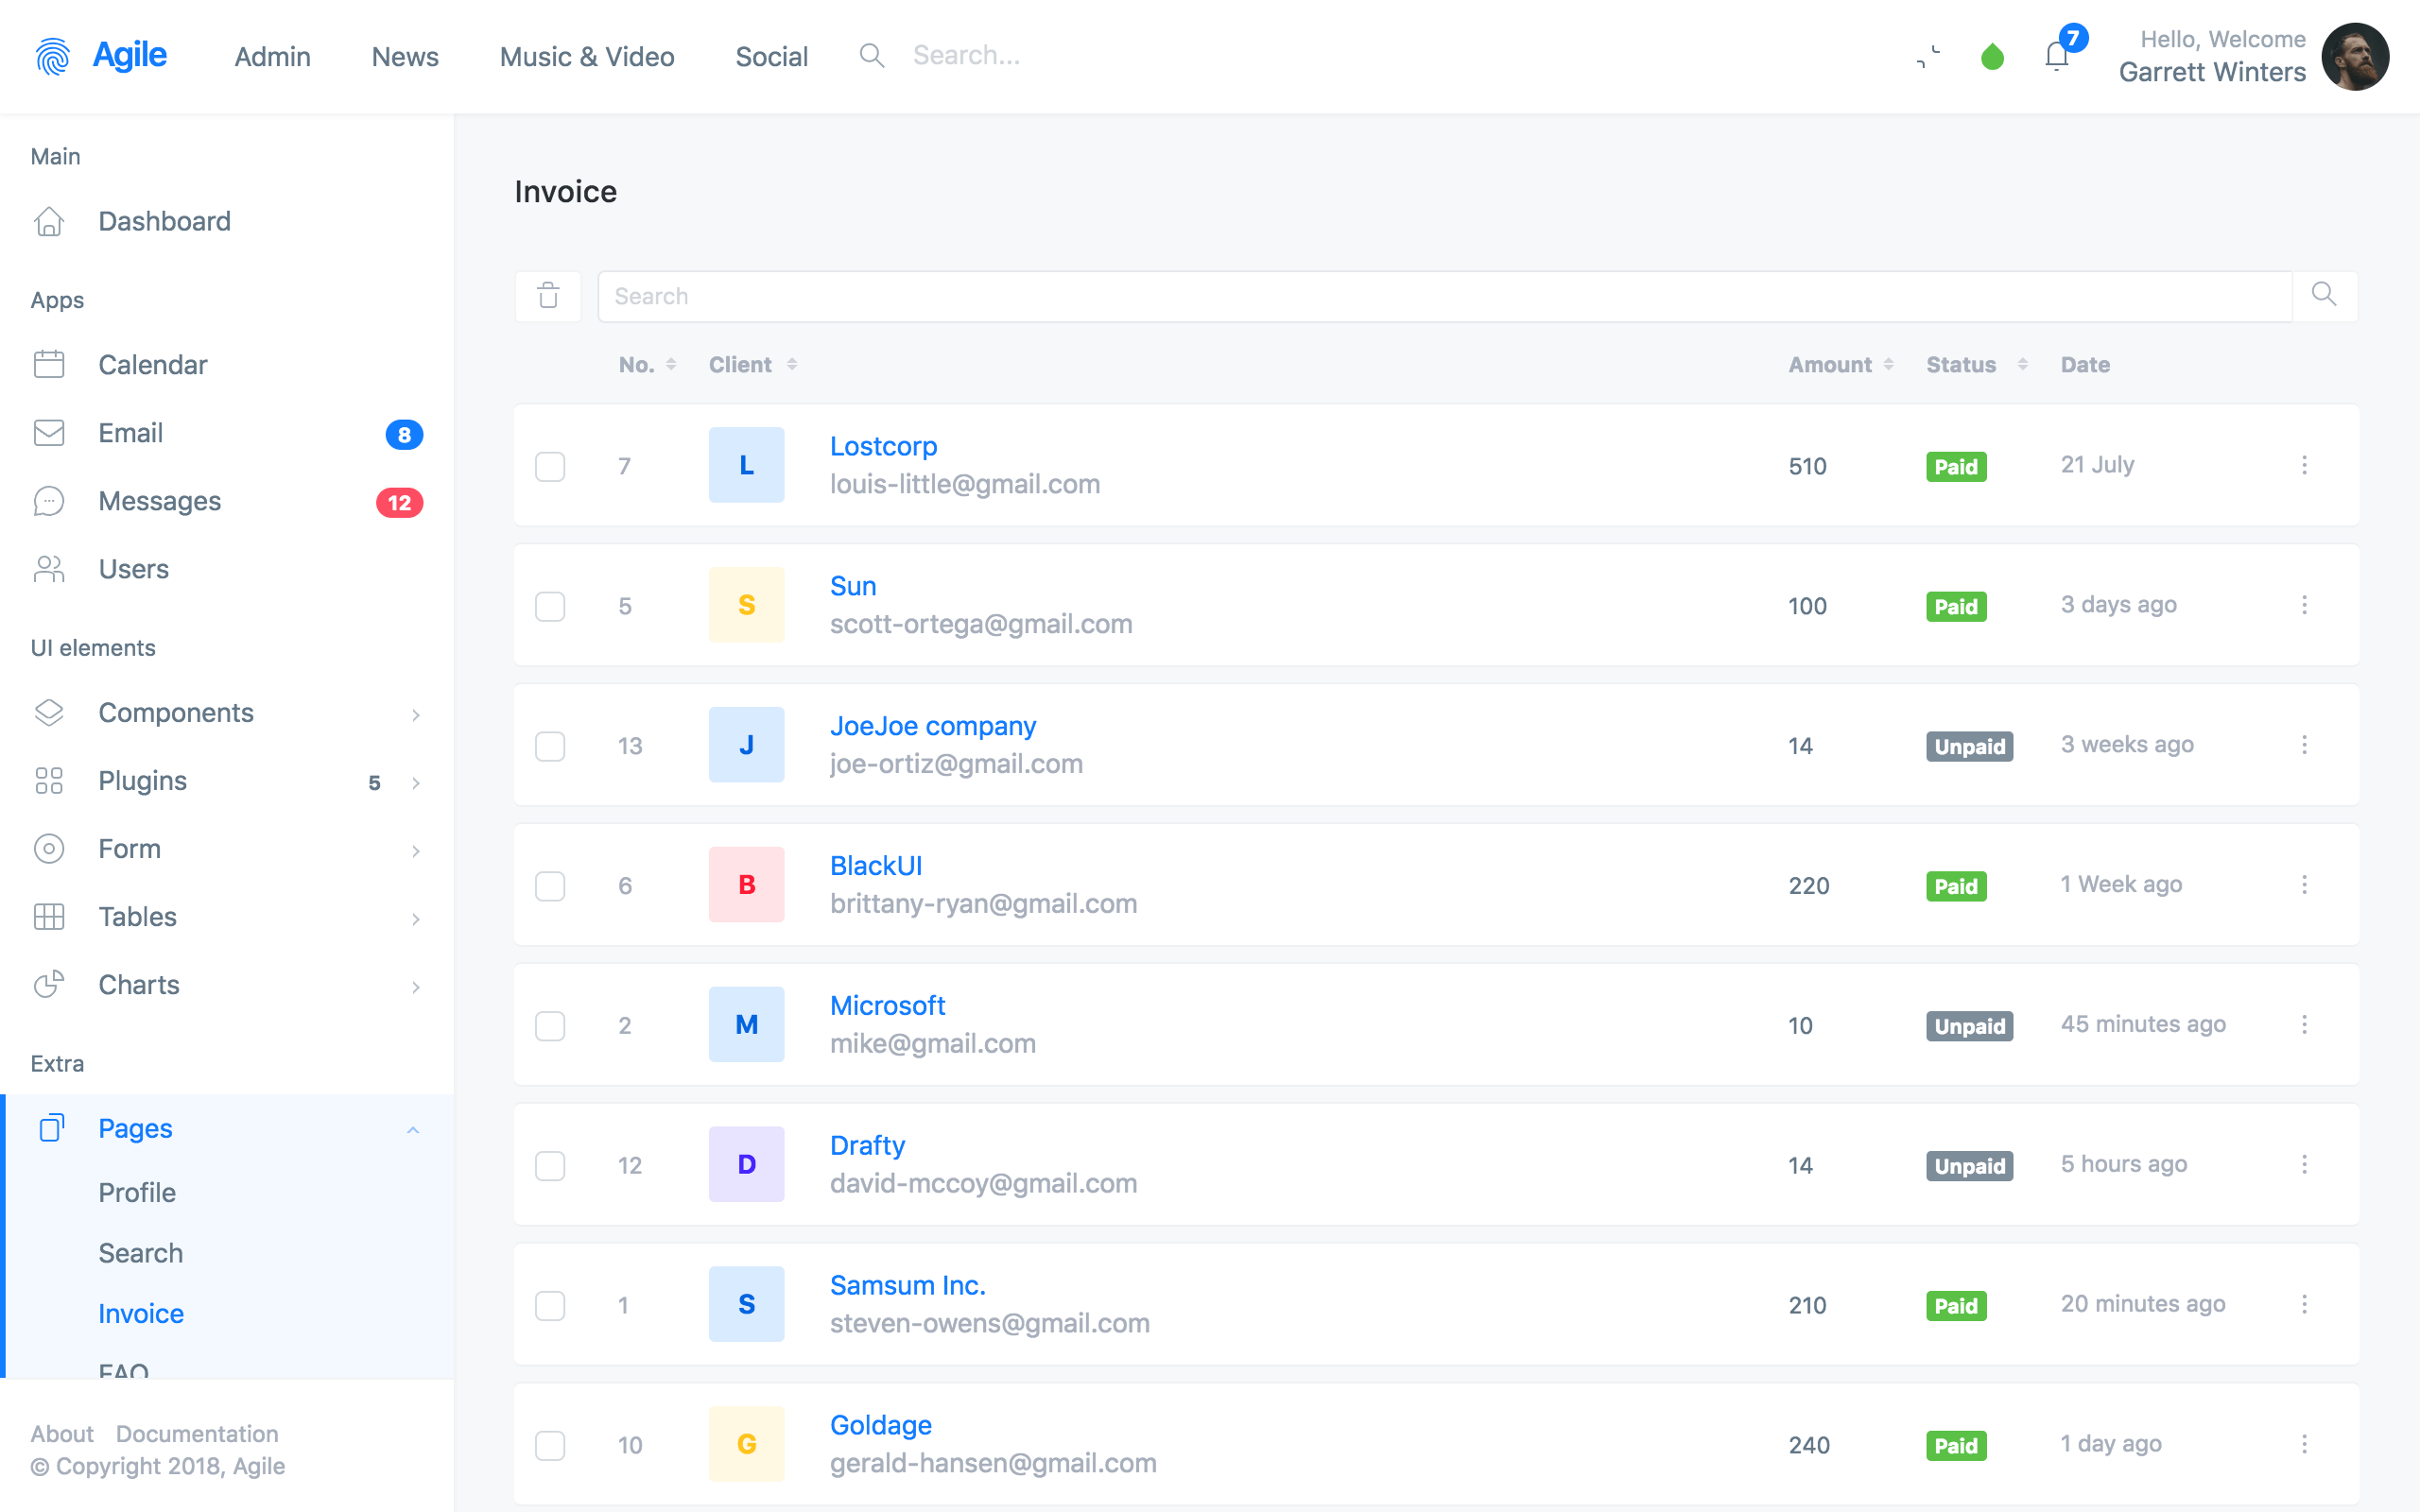 Agile
Admin
News
Music & Video
Social
Search...
7
Hello, Welcome
Garrett Winters
Main
Dashboard
Apps
Calendar
Email 8
Messages 12
Users
UI elements
Components
Plugins 5
Form
Tables
Charts
Extra
Pages
Profile
Search
Invoice
FAQ
About Documentation
© Copyright 2018, Agile
Invoice
Search
No. Client Amount Status Date
7 L Lostcorp 510 Paid 21 July
louis-little@gmail.com
5 S Sun 100 Paid 3 days ago
scott-ortega@gmail.com
13 J JoeJoe company 14 Unpaid 3 weeks ago
joe-ortiz@gmail.com
6 B BlackUI 220 Paid 1 Week ago
brittany-ryan@gmail.com
2 M Microsoft 10 Unpaid 45 minutes ago
mike@gmail.com
12 D Drafty 14 Unpaid 5 hours ago
david-mccoy@gmail.com
1 S Samsum Inc. 210 Paid 20 minutes ago
steven-owens@gmail.com
10 G Goldage 240 Paid 1 day ago
gerald-hansen@gmail.com